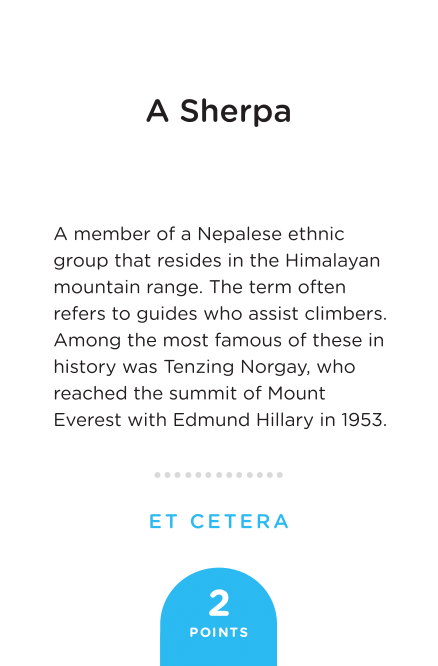 A Sherpa
A member of a Nepalese ethnic
group that resides in the Himalayan
mountain range. The term often
refers to guides who assist climbers.
Among the most famous of these in
history was Tenzing Norgay, who
reached the summit of Mount
Everest with Edmund Hillary in 1953.
ET CETERA
2
POINTS